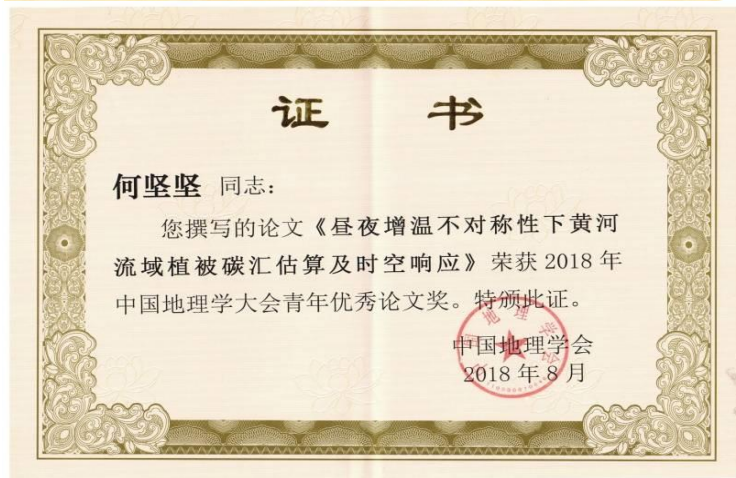 证书
何坚坚 同志：
您撰写的论文《昼夜增温不对称性下黄河
流域植被碳汇估算及时空响应》荣获 2018 年
中国地理学大会青年优秀论文奖。特颁此证。
中国地理学会
2018 年 8 月